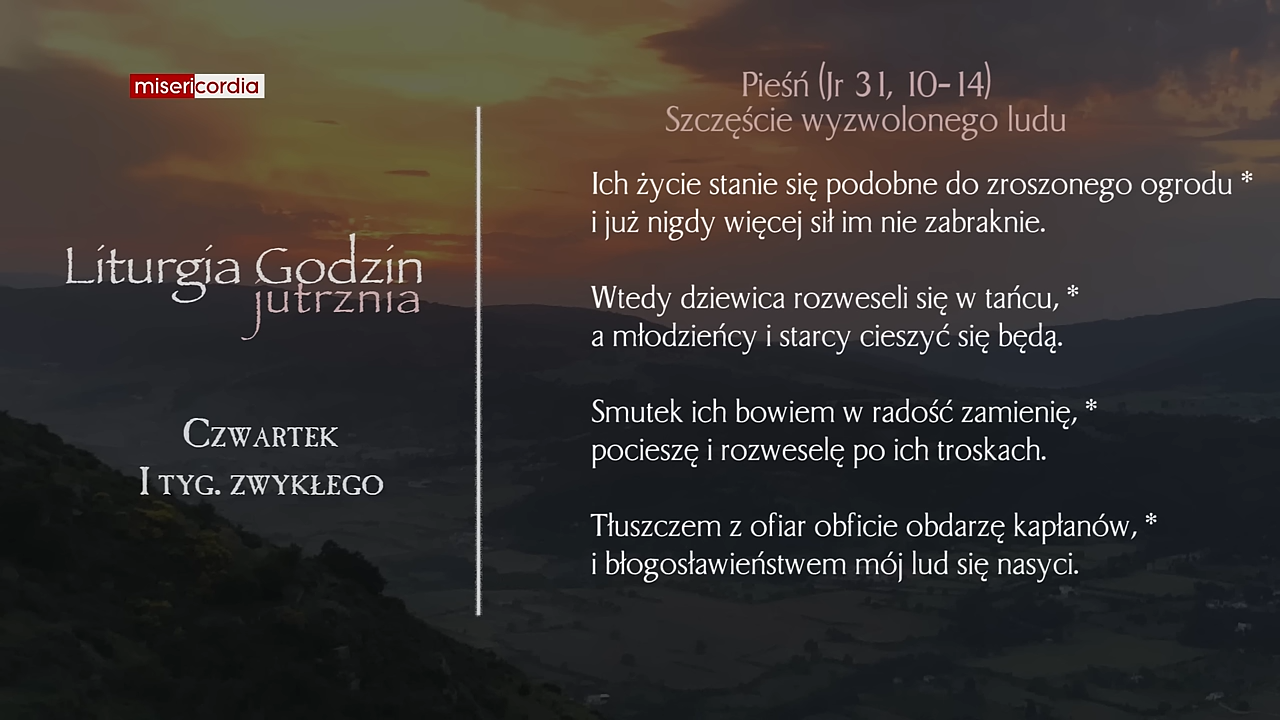 misericordia
Liturgia Godzin
jutrznia
Czwartek
I tyg. zwykłego
Pieśń (Jr 31, 10-14)
Szczęście wyzwolonego ludu
Ich życie stanie się podobne do zroszonego ogrodu *
i już nigdy więcej sił im nie zabraknie.
Wtedy dziewica rozweseli się w tańcu, *
a młodzieńcy i starcy cieszyć się będą.
Smutek ich bowiem w radość zamienię, *
pocieszę i rozweselę po ich troskach.
Tłuszczem z ofiar obficie obdarzę kapłanów, *
i błogosławieństwem mój lud się nasyci.